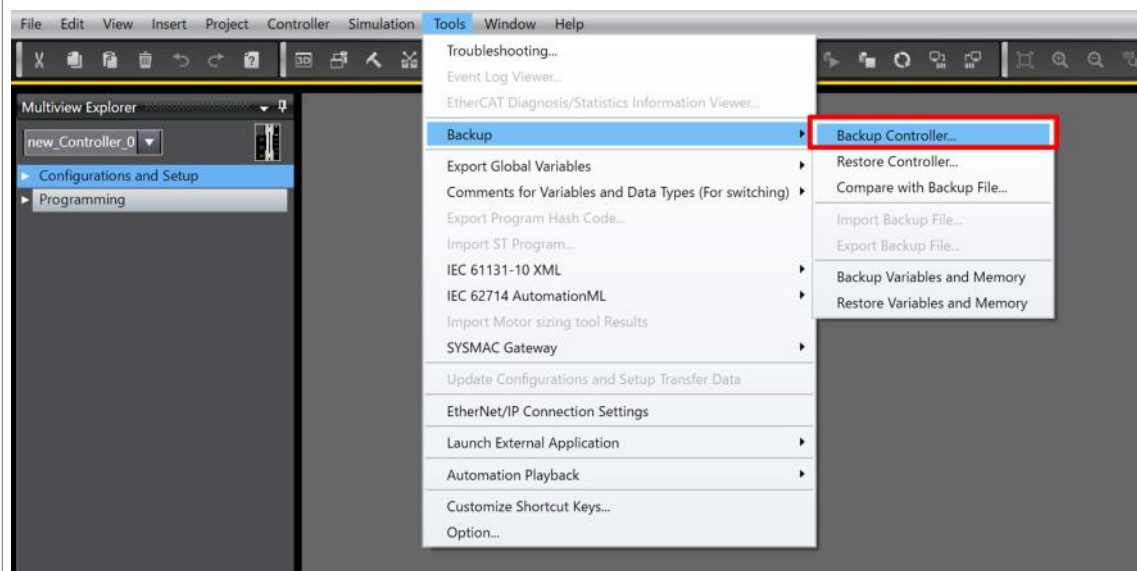 File Edit View Insert Project Controller Simulation Tools Window Help
3D
Multiview Explorer
new_Controller_0
Configurations and Setup
Programming
Troubleshooting...
Event Log Viewer...
EtherCAT Diagnosis/Statistics Information Viewer...
Backup
Export Global Variables
Comments for Variables and Data Types (For switching)
Export Program Hash Code...
Import ST Program...
IEC 61131-10 XML
IEC 62714 AutomationML
Import Motor sizing tool Results
SYSMAC Gateway
Update Configurations and Setup Transfer Data
EtherNet/IP Connection Settings
Launch External Application
Automation Playback
Customize Shortcut Keys...
Option...
Backup Controller...
Restore Controller...
Compare with Backup File...
Import Backup File...
Export Backup File...
Backup Variables and Memory
Restore Variables and Memory